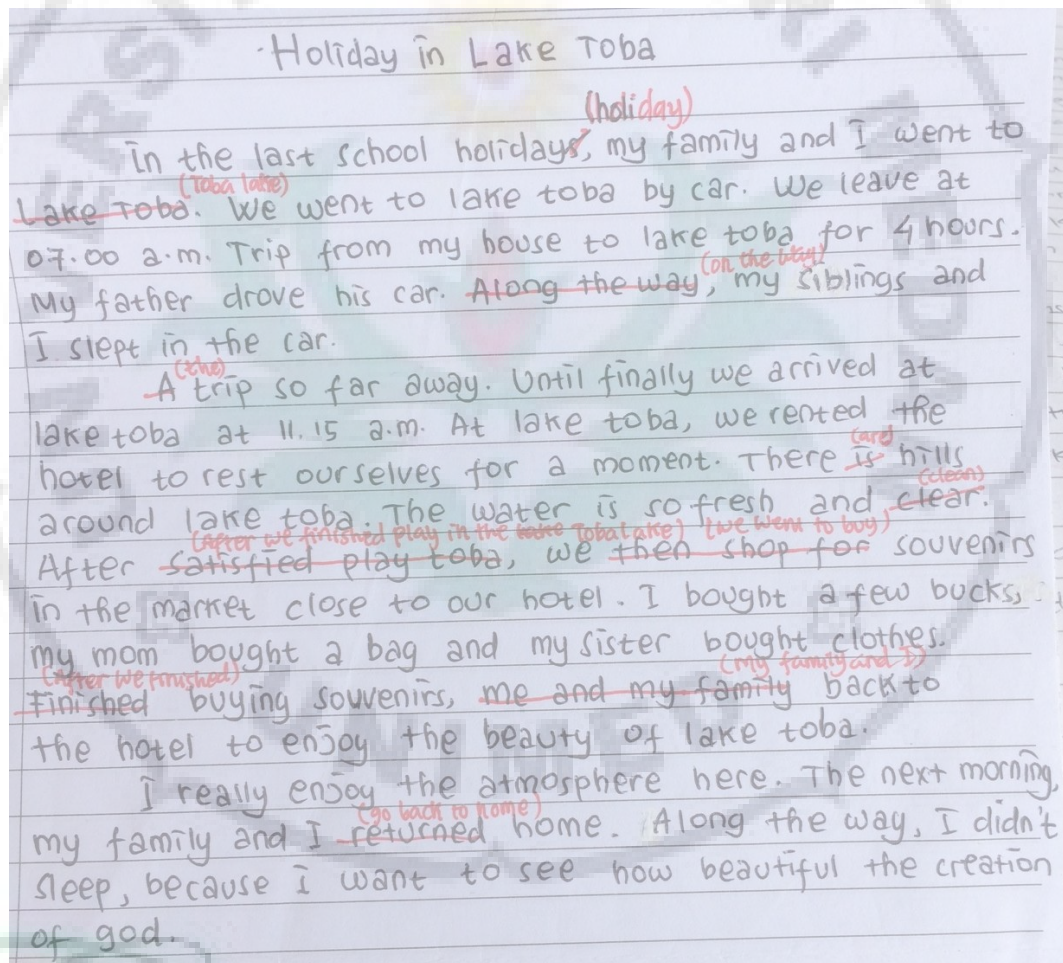 Holiday in Lake Toba
(holiday)
In the last school holidays, my family and I went to
(Toba lake)
Lake Toba. We went to lake toba by car. We leave at
07.00 a.m. Trip from my house to lake toba for 4 hours.
(on the way)
My father drove his car. Along the way, my siblings and
I slept in the car.
(the)
A trip so far away. Until finally we arrived at
lake toba at 11.15 a.m. At lake toba, we rented the
(are)
hotel to rest ourselves for a moment. There is hills
(clean)
around lake toba. The water is so fresh and clear.
(After we finished play in the Toba Lake) (we went to buy)
After satisfied play toba, we then shop for souvenirs
in the market close to our hotel. I bought a few bucks,
my mom bought a bag and my sister bought clothes.
(After we finished) (My family and I)
Finished buying souvenirs, me and my family back to
the hotel to enjoy the beauty of lake toba.
I really enjoy the atmosphere here. The next morning,
(go back to home)
my family and I returned home. Along the way, I didn't
sleep, because I want to see how beautiful the creation
of god.